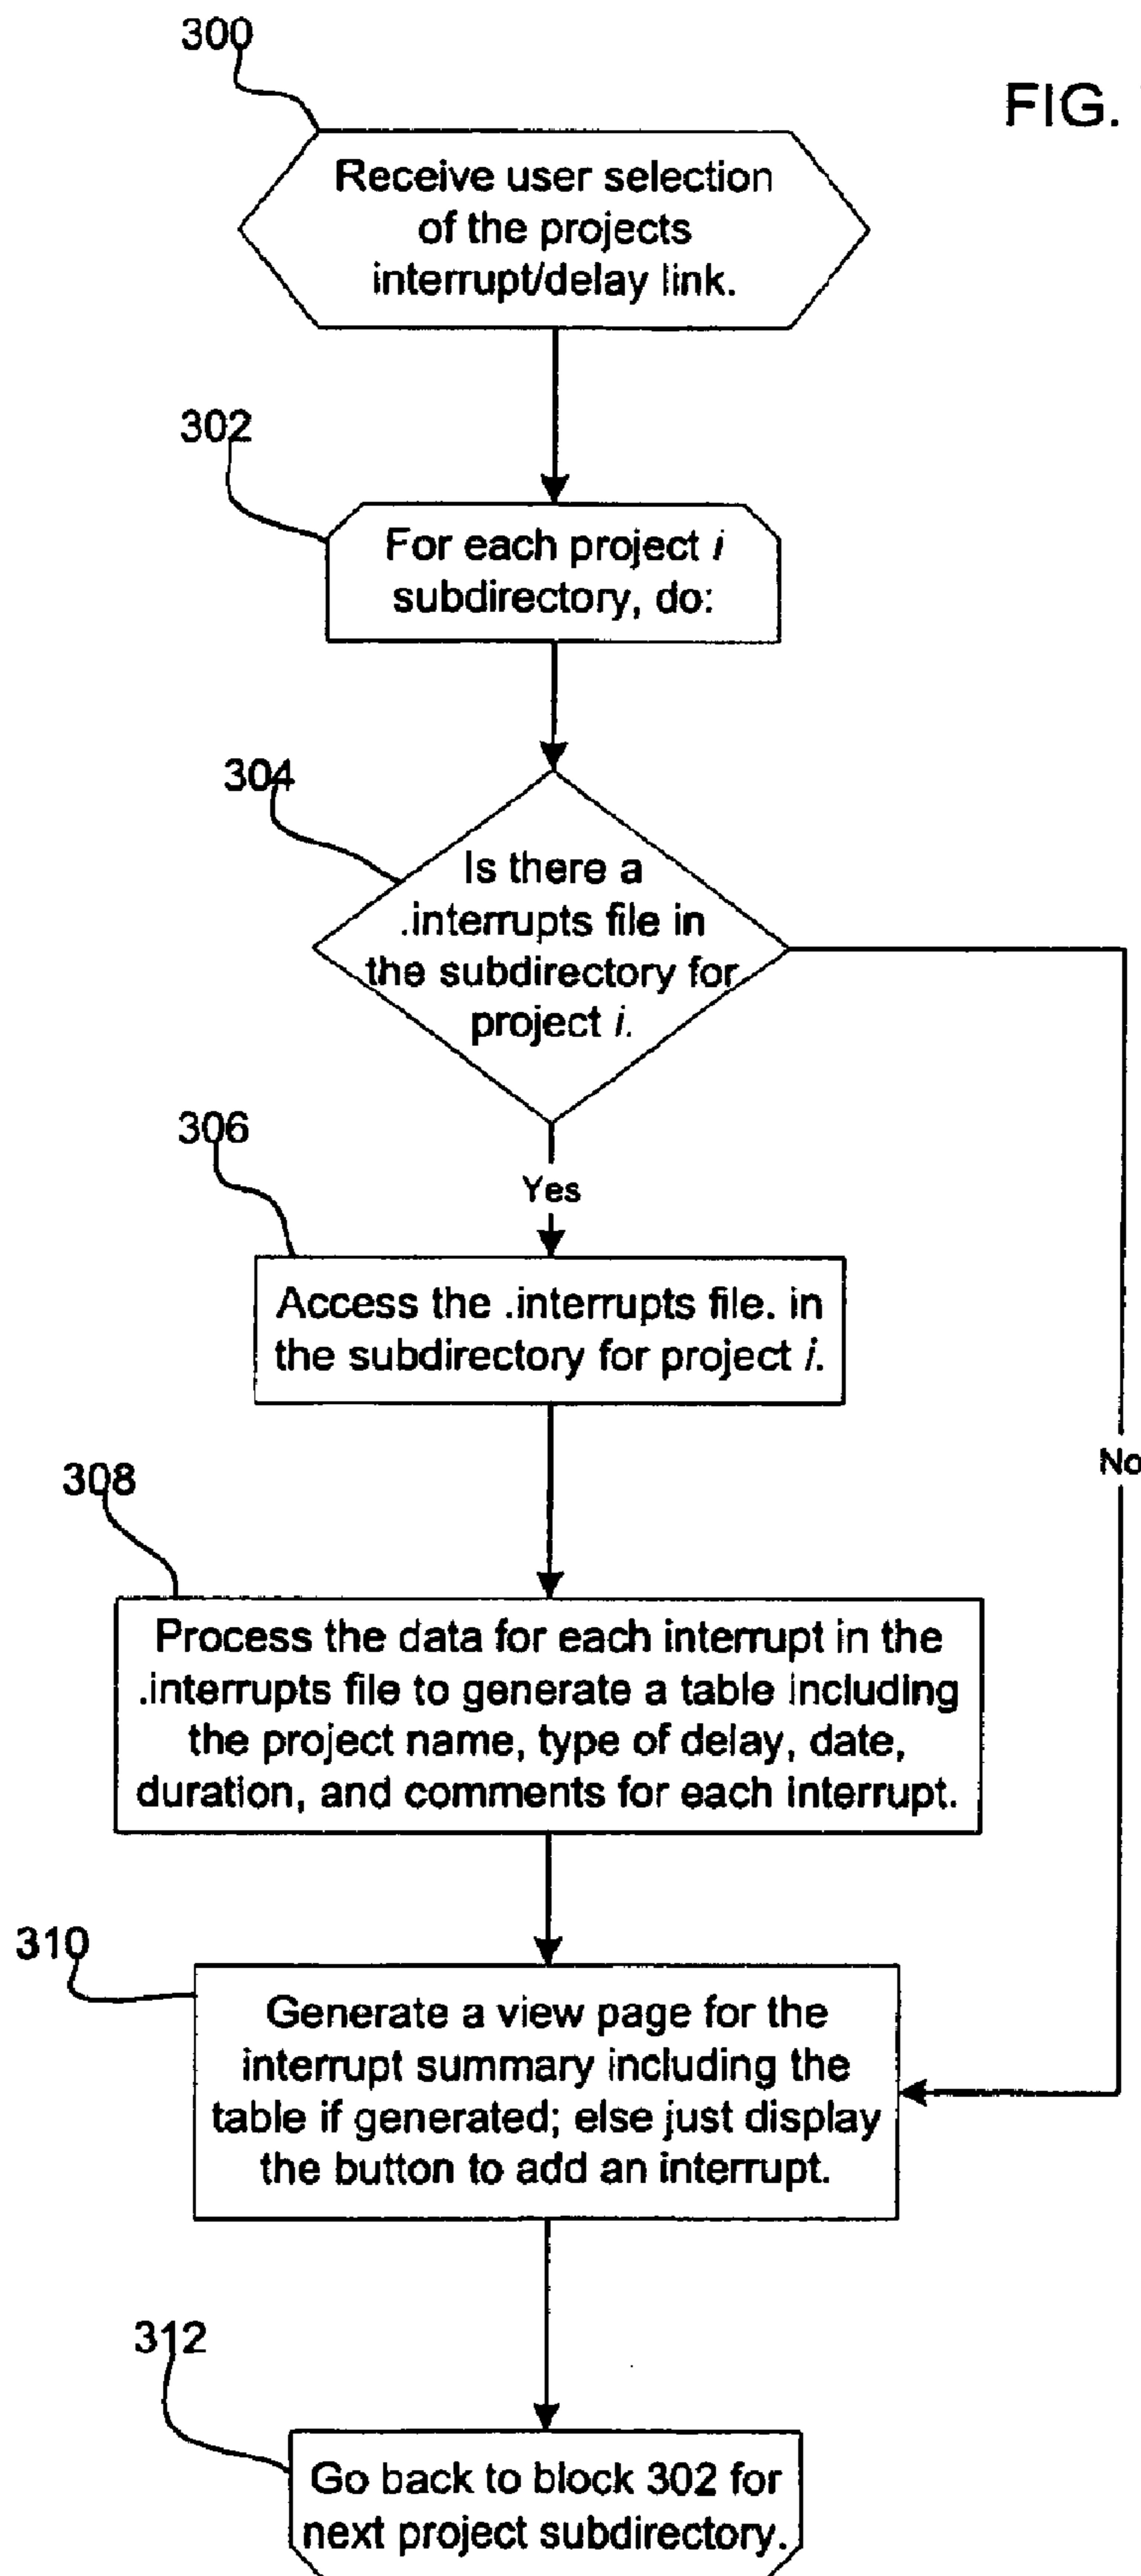 300
FIG.
Receive user selection
of the projects
interrupt/delay link.
302
For each project i
subdirectory, do:
304
Is there a
.interrupts file in
the subdirectory for
project i.
306
Yes
Access the .interrupts file. in
the subdirectory for project i.
No
308
Process the data for each interrupt in the
.interrupts file to generate a table including
the project name, type of delay, date,
duration, and comments for each interrupt.
310
Generate a view page for the
interrupt summary including the
table if generated; else just display
the button to add an interrupt.
312
Go back to block 302 for
next project subdirectory.